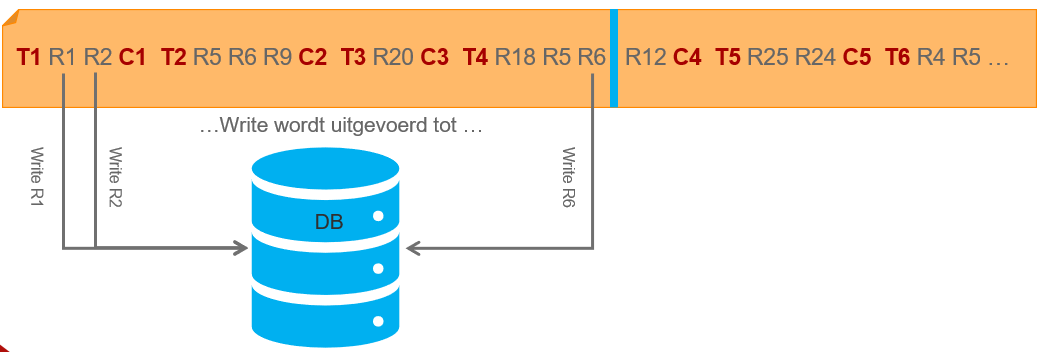 T1 R1 R2 C1 T2 R5 R6 R9 C2 T3 R20 C3 T4 R18 R5 R6 R12 C4 T5 R25 R24 C5 T6 R4 R5 …
…Write wordt uitgevoerd tot …
Write R1
Write R2
Write R6
DB